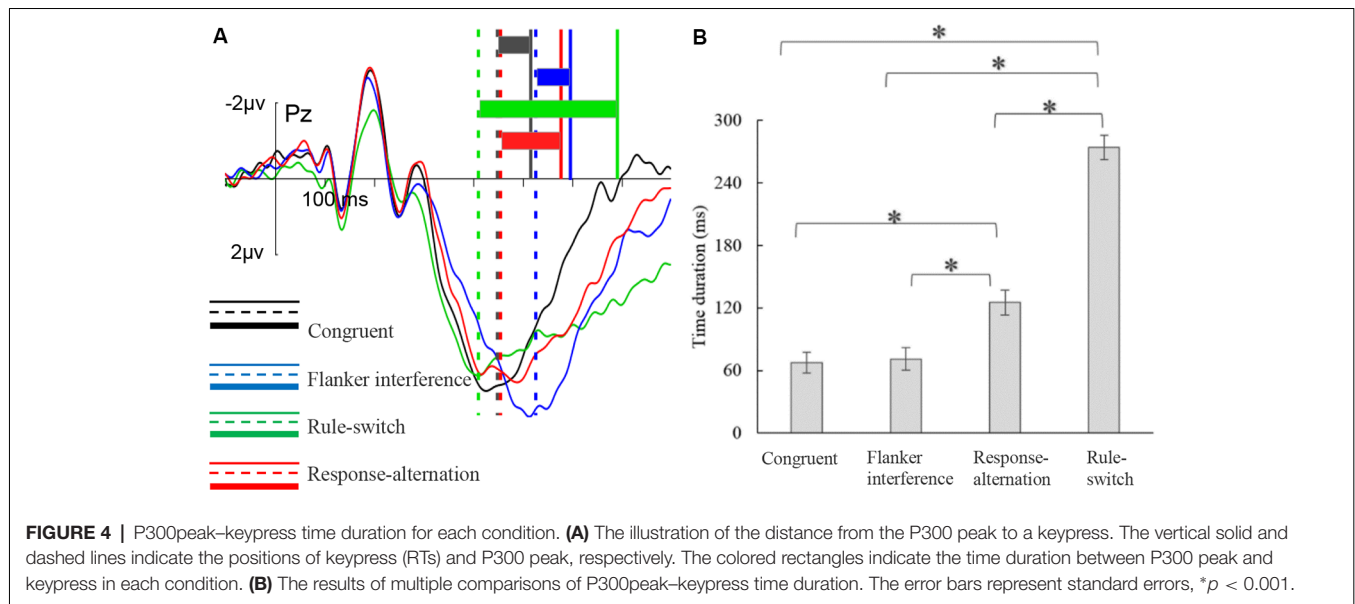 A
-2μv
Pz
100 ms
2μv
Congruent
Flanker interference
Rule-switch
Response-alternation
B
*
*
*
*
*
Time duration (ms)
300
240
180
120
60
0
Congruent
Flanker
interference
Response-
alternation
Rule-
switch
FIGURE 4 | P300peak–keypress time duration for each condition. (A) The illustration of the distance from the P300 peak to a keypress. The vertical solid and
dashed lines indicate the positions of keypress (RTs) and P300 peak, respectively. The colored rectangles indicate the time duration between P300 peak and
keypress in each condition. (B) The results of multiple comparisons of P300peak–keypress time duration. The error bars represent standard errors, *p < 0.001.